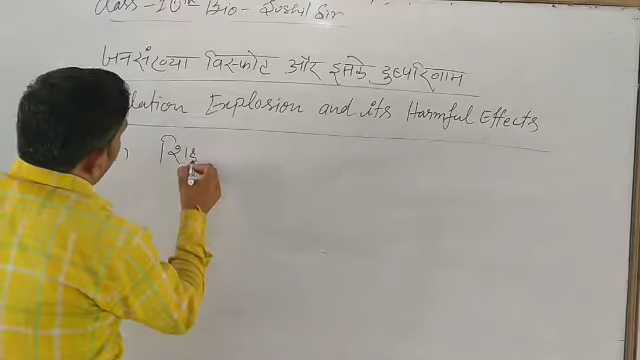 Class - 10th Bio - Sushil Sir
जनसंख्या विस्फोट और इसके दुष्परिणाम
lation Explosion and its Harmful Effects